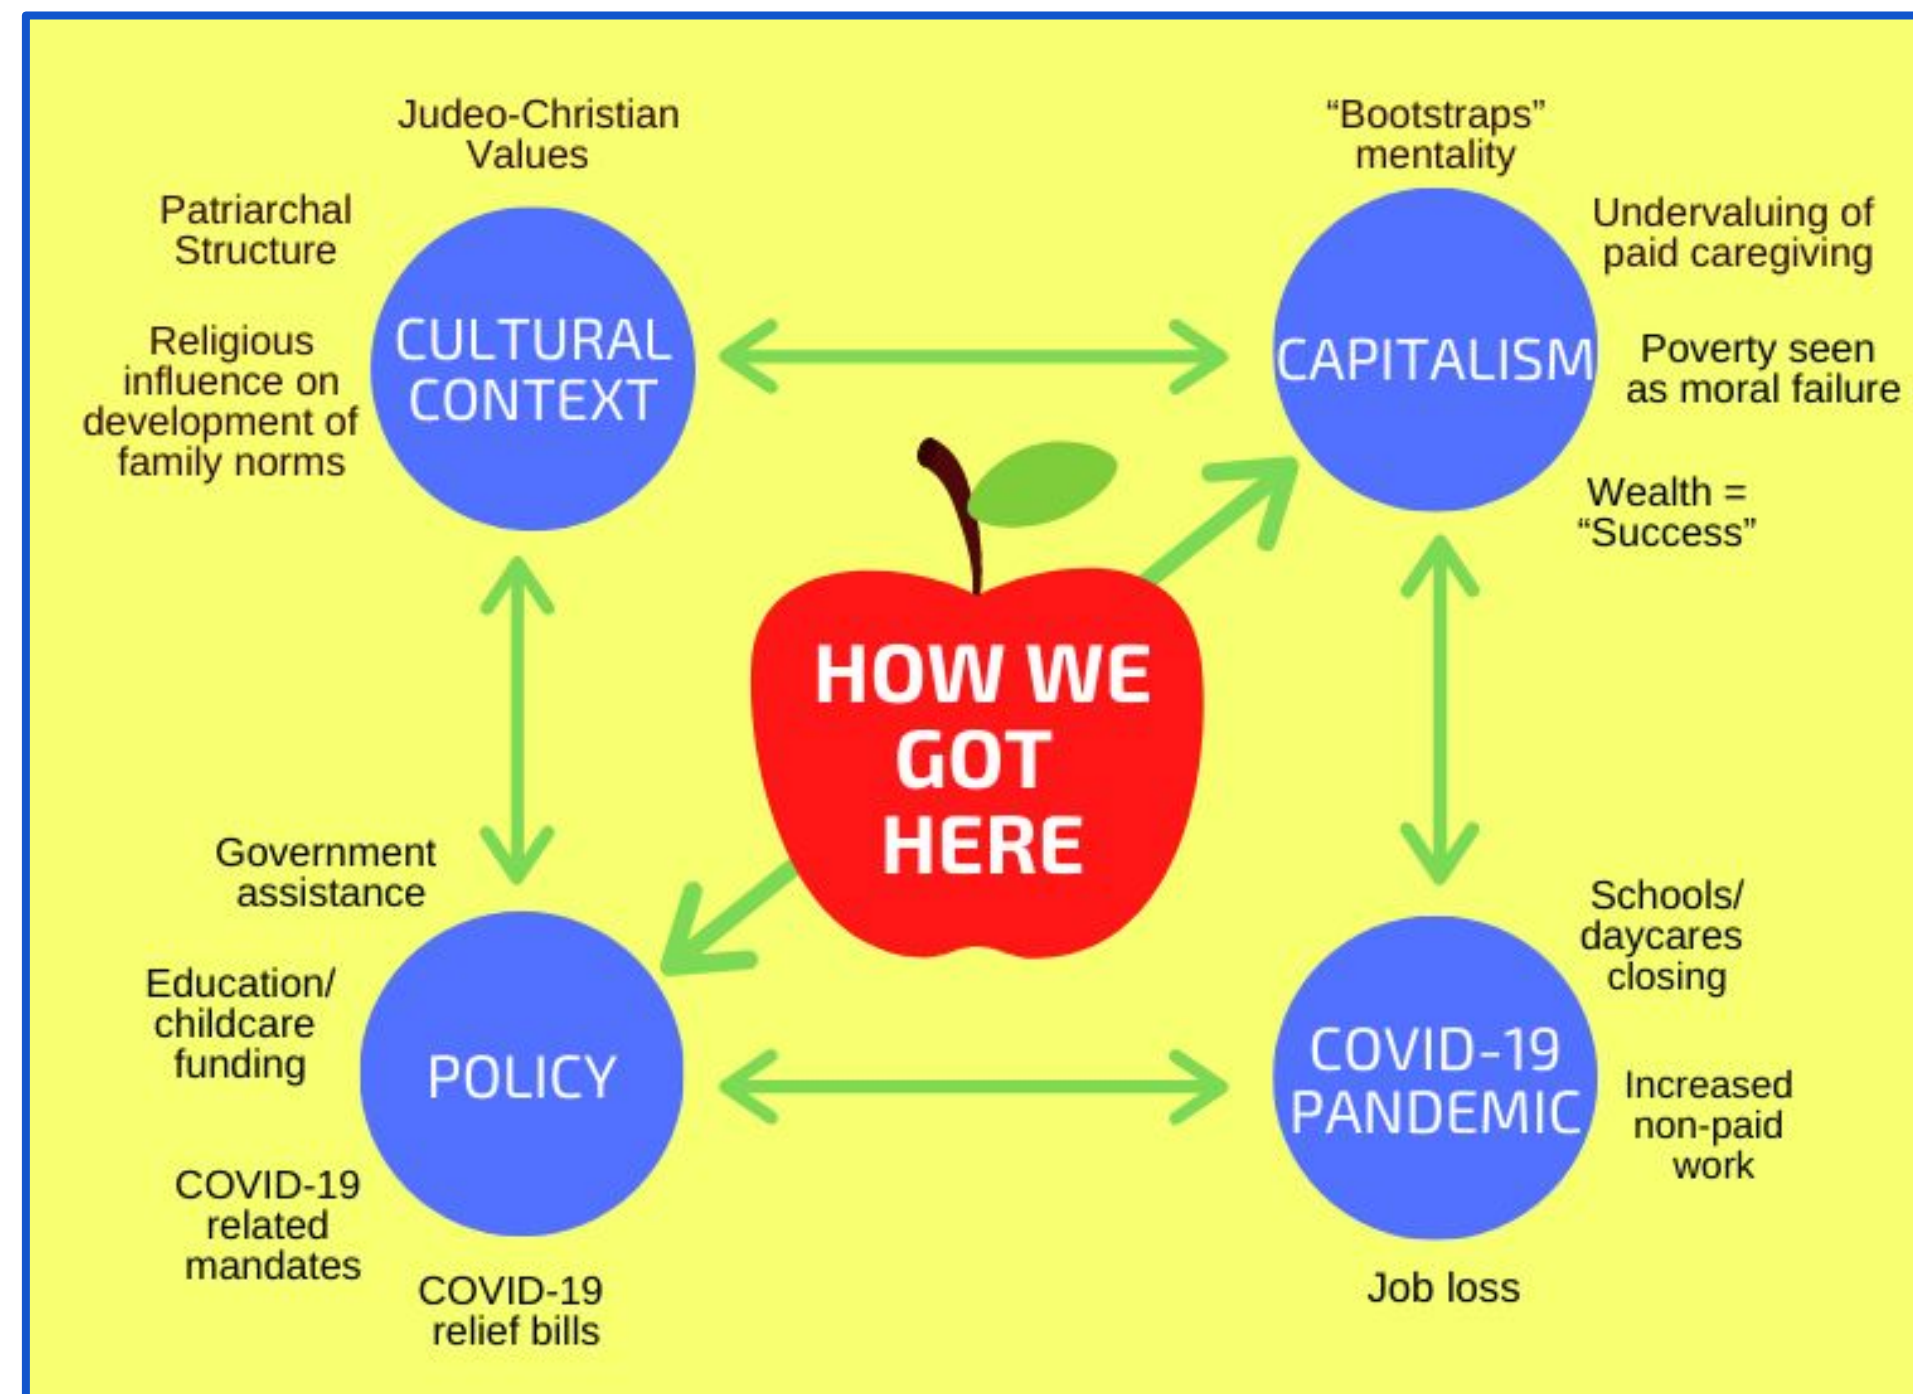 Judeo-Christian
Values
Patriarchal
Structure
Religious
influence on
development of
family norms
CULTURAL
CONTEXT
“Bootstraps”
mentality
Undervaluing of
paid caregiving
Poverty seen
as moral failure
Wealth =
“Success”
CAPITALISM
HOW WE
GOT
HERE
Government
assistance
Education/
childcare
funding
COVID-19
related
mandates
COVID-19
relief bills
POLICY
Schools/
daycares
closing
Increased
non-paid
work
Job loss
COVID-19
PANDEMIC